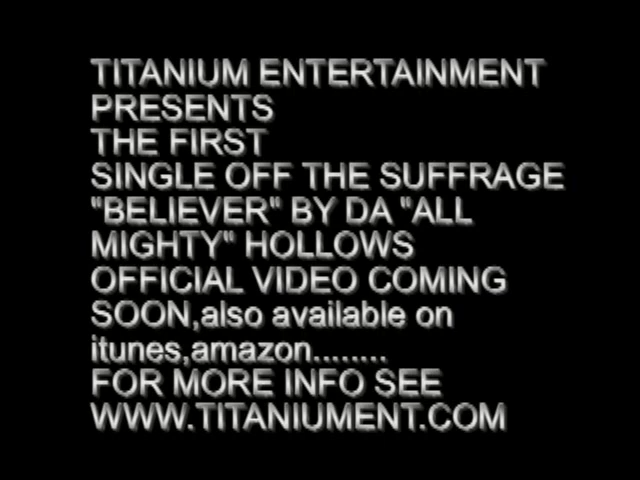 TITANIUM ENTERTAINMENT
PRESENTS
THE FIRST
SINGLE OFF THE SUFFRAGE
"BELIEVER" BY DA "ALL
MIGHTY" HOLLOWS
OFFICIAL VIDEO COMING
SOON,also available on
itunes,amazon........
FOR MORE INFO SEE
WWW.TITANIUMENT.COM